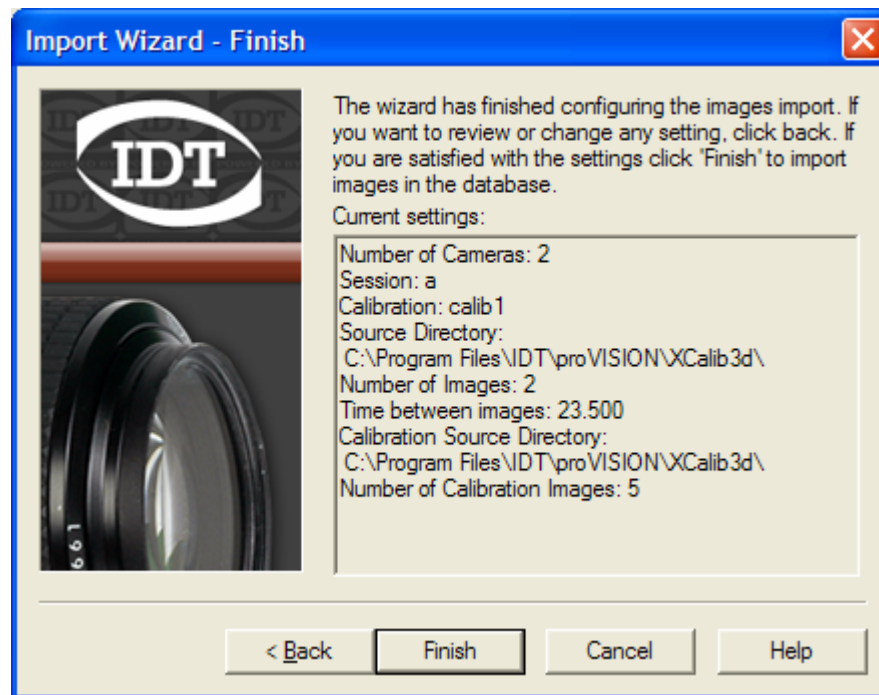 Import Wizard - Finish
IDT
The wizard has finished configuring the images import. If
you want to review or change any setting, click back. If
you are satisfied with the settings click 'Finish' to import
images in the database.
Current settings:
Number of Cameras: 2
Session: a
Calibration: calib1
Source Directory:
C:\Program Files\IDT\proVISION\XCalib3d\
Number of Images: 2
Time between images: 23.500
Calibration Source Directory:
C:\Program Files\IDT\proVISION\XCalib3d\
Number of Calibration Images: 5
< Back
Finish
Cancel
Help